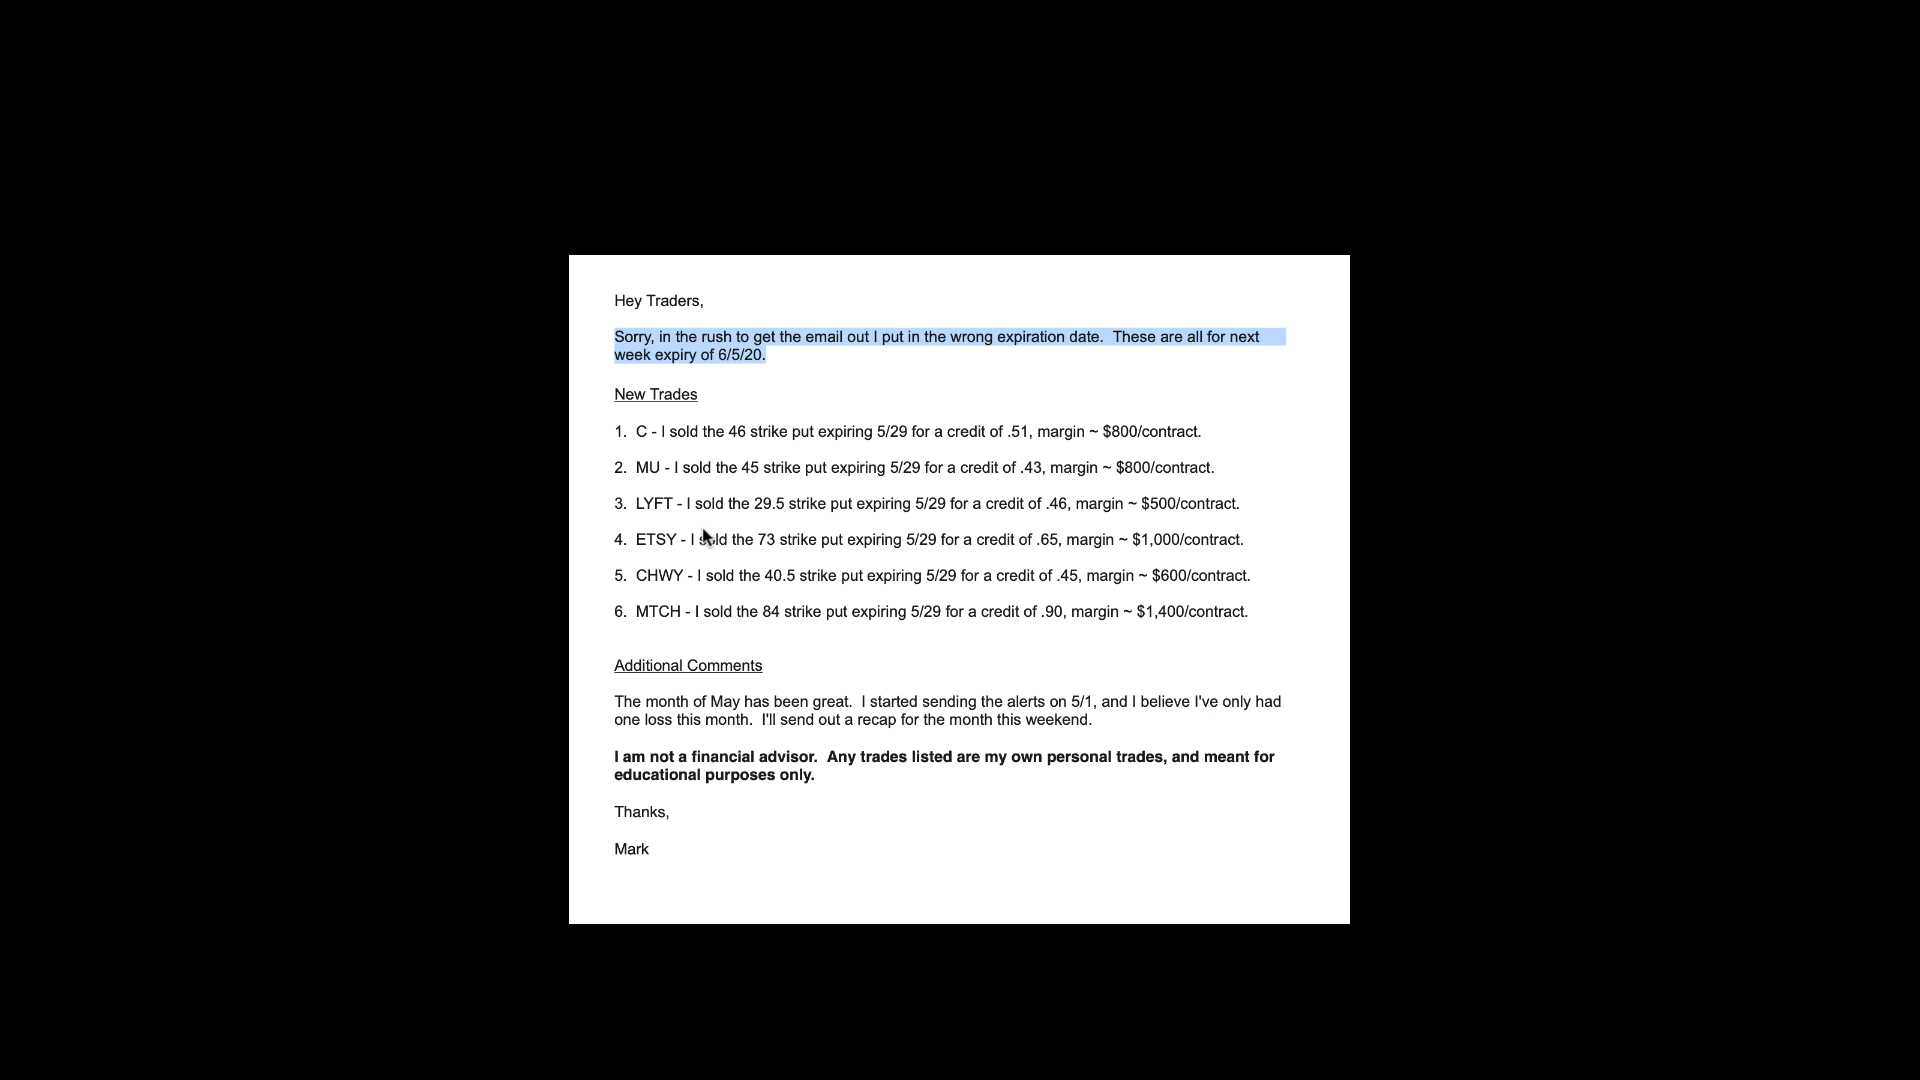 Hey Traders,
Sorry, in the rush to get the email out I put in the wrong expiration date.  These are all for next
week expiry of 6/5/20.
New Trades
1.  C - I sold the 46 strike put expiring 5/29 for a credit of .51, margin ~ $800/contract.
2.  MU - I sold the 45 strike put expiring 5/29 for a credit of .43, margin ~ $800/contract.
3.  LYFT - I sold the 29.5 strike put expiring 5/29 for a credit of .46, margin ~ $500/contract.
4.  ETSY - I sold the 73 strike put expiring 5/29 for a credit of .65, margin ~ $1,000/contract.
5.  CHWY - I sold the 40.5 strike put expiring 5/29 for a credit of .45, margin ~ $600/contract.
6.  MTCH - I sold the 84 strike put expiring 5/29 for a credit of .90, margin ~ $1,400/contract.
Additional Comments
The month of May has been great.  I started sending the alerts on 5/1, and I believe I've only had
one loss this month.  I'll send out a recap for the month this weekend.
I am not a financial advisor.  Any trades listed are my own personal trades, and meant for
educational purposes only.
Thanks,
Mark